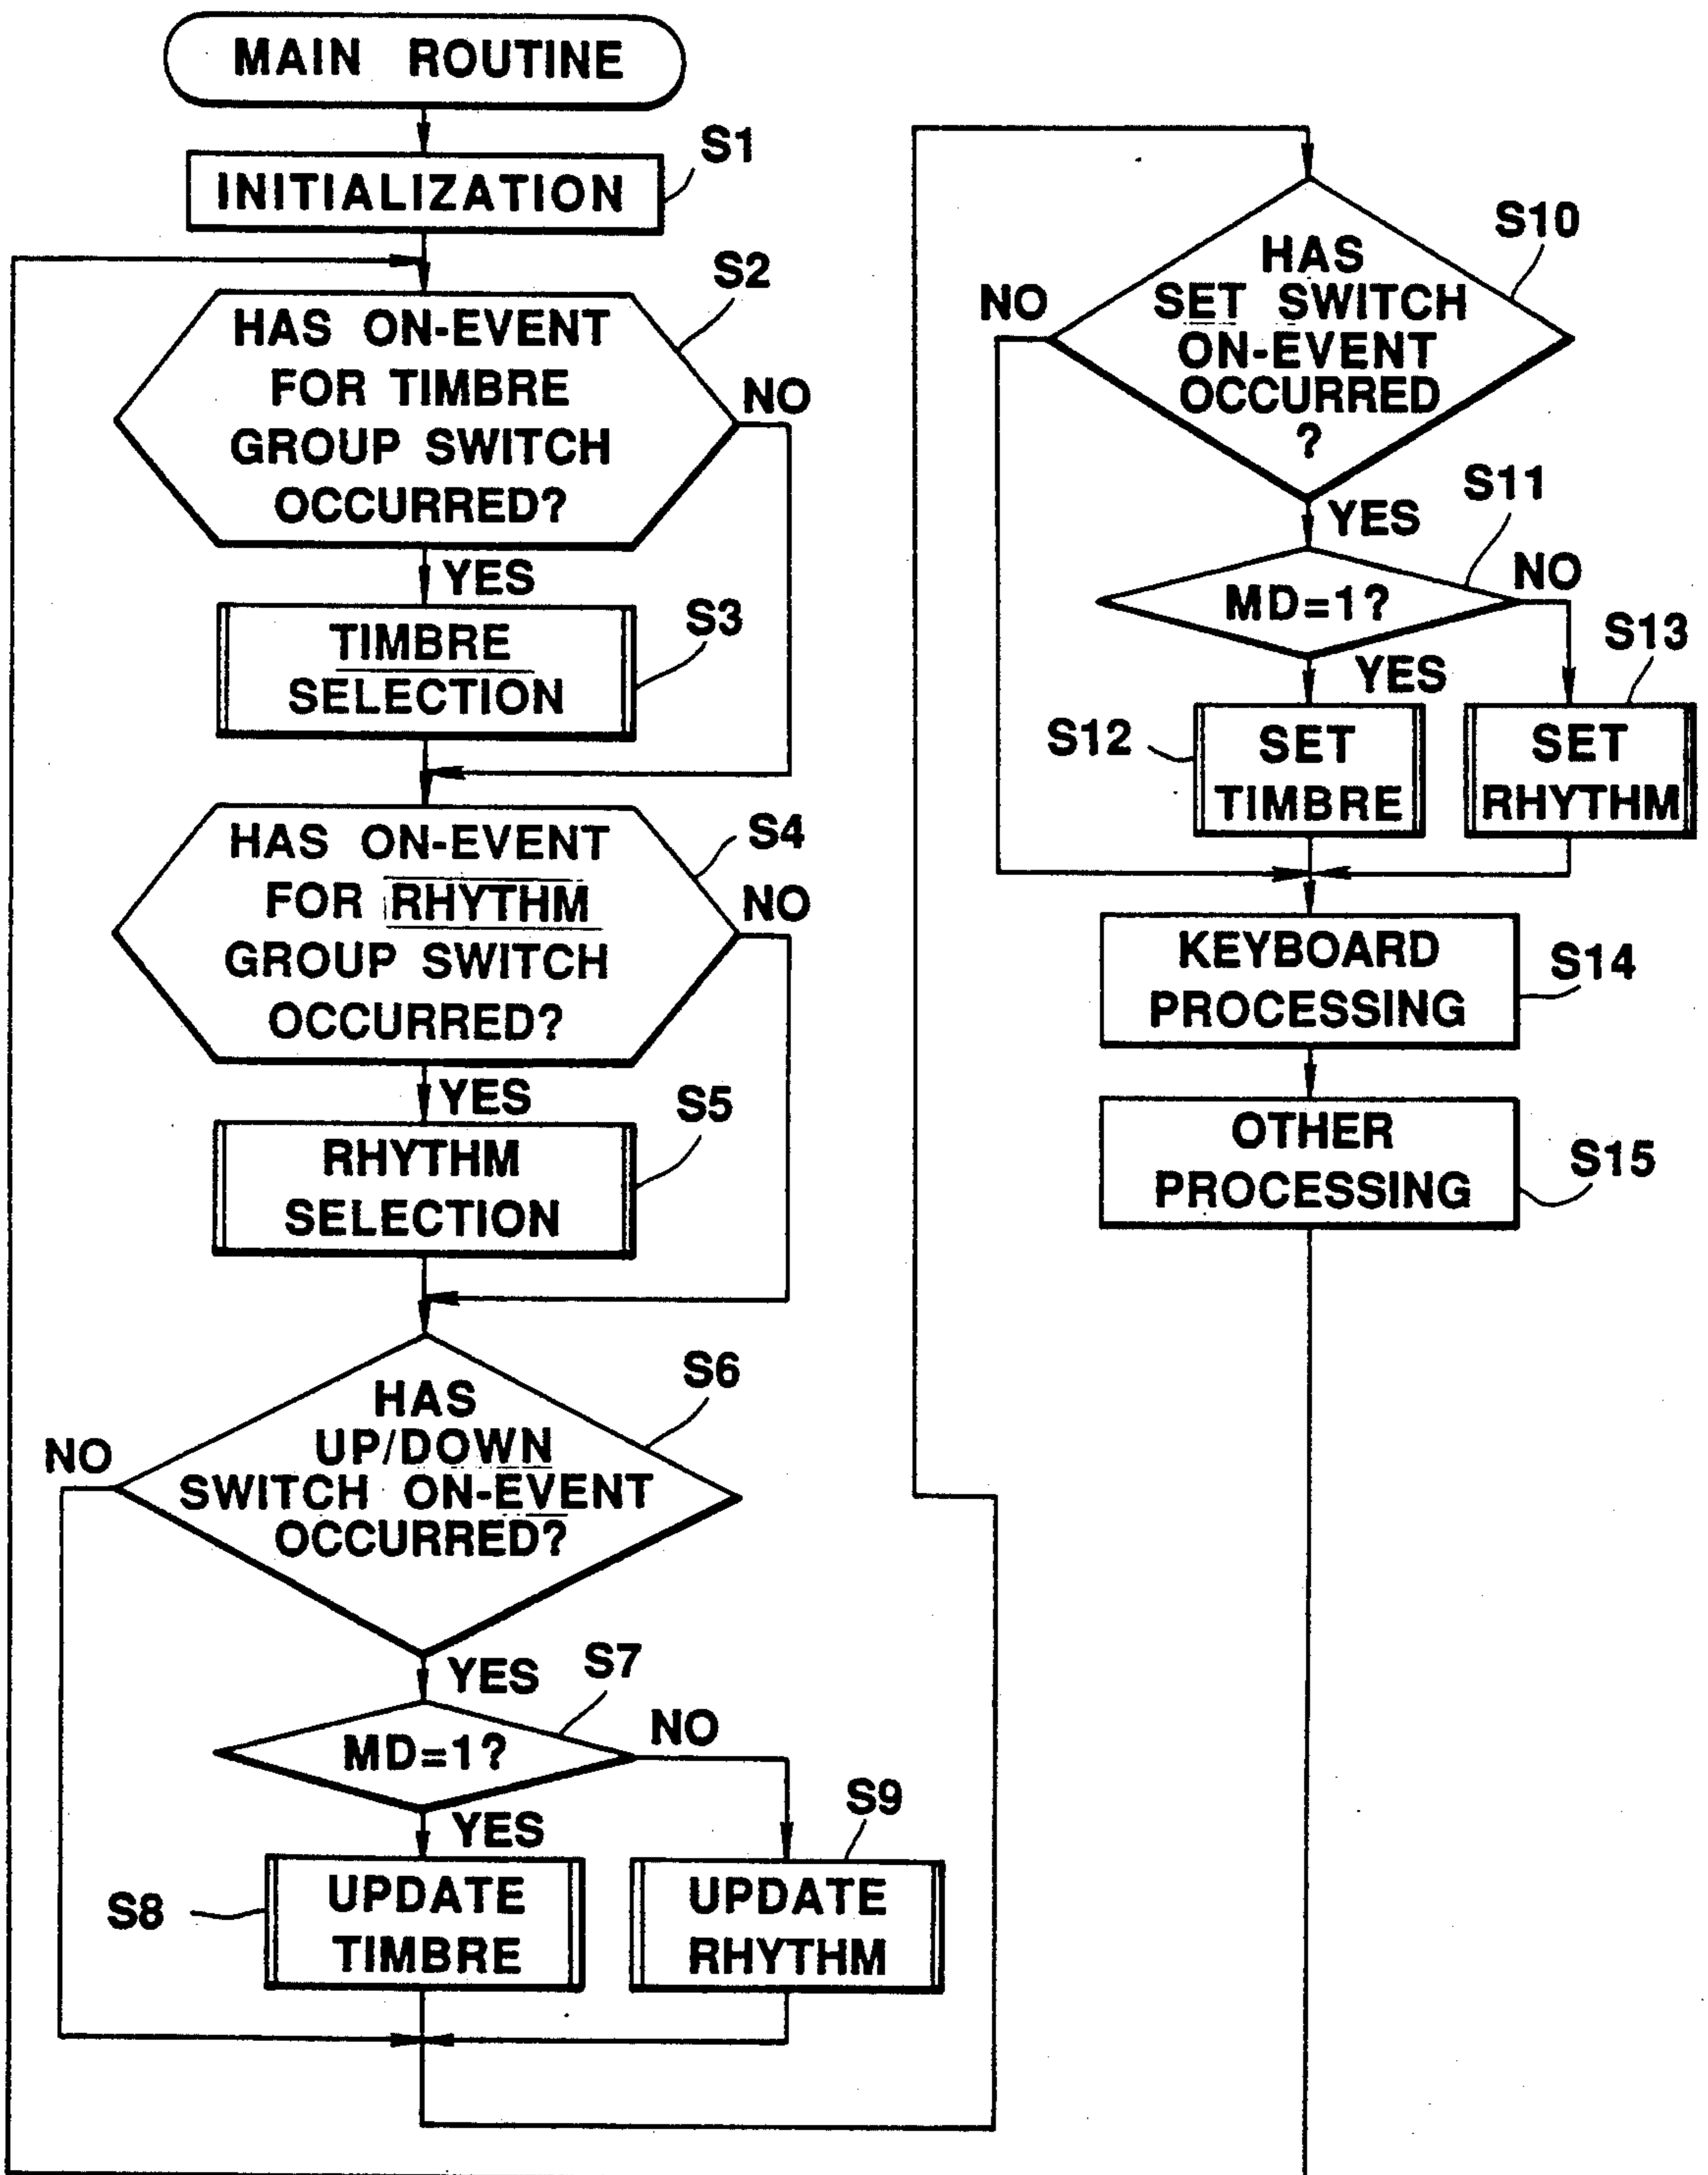 MAIN ROUTINE
S1
INITIALIZATION
S2
HAS ON-EVENT
FOR TIMBRE
GROUP SWITCH
OCCURRED?
NO
YES
S3
TIMBRE
SELECTION
S4
HAS ON-EVENT
FOR RHYTHM
GROUP SWITCH
OCCURRED?
NO
YES
S5
RHYTHM
SELECTION
S6
HAS
UP/DOWN
SWITCH ON-EVENT
OCCURRED?
NO
YES
S7
MD=1?
NO
YES
S8
UPDATE
TIMBRE
S9
UPDATE
RHYTHM
S10
HAS
SET SWITCH
ON-EVENT
OCCURRED
?
NO
YES
S11
MD=1?
NO
YES
S12
SET
TIMBRE
S13
SET
RHYTHM
KEYBOARD
PROCESSING
S14
OTHER
PROCESSING
S15